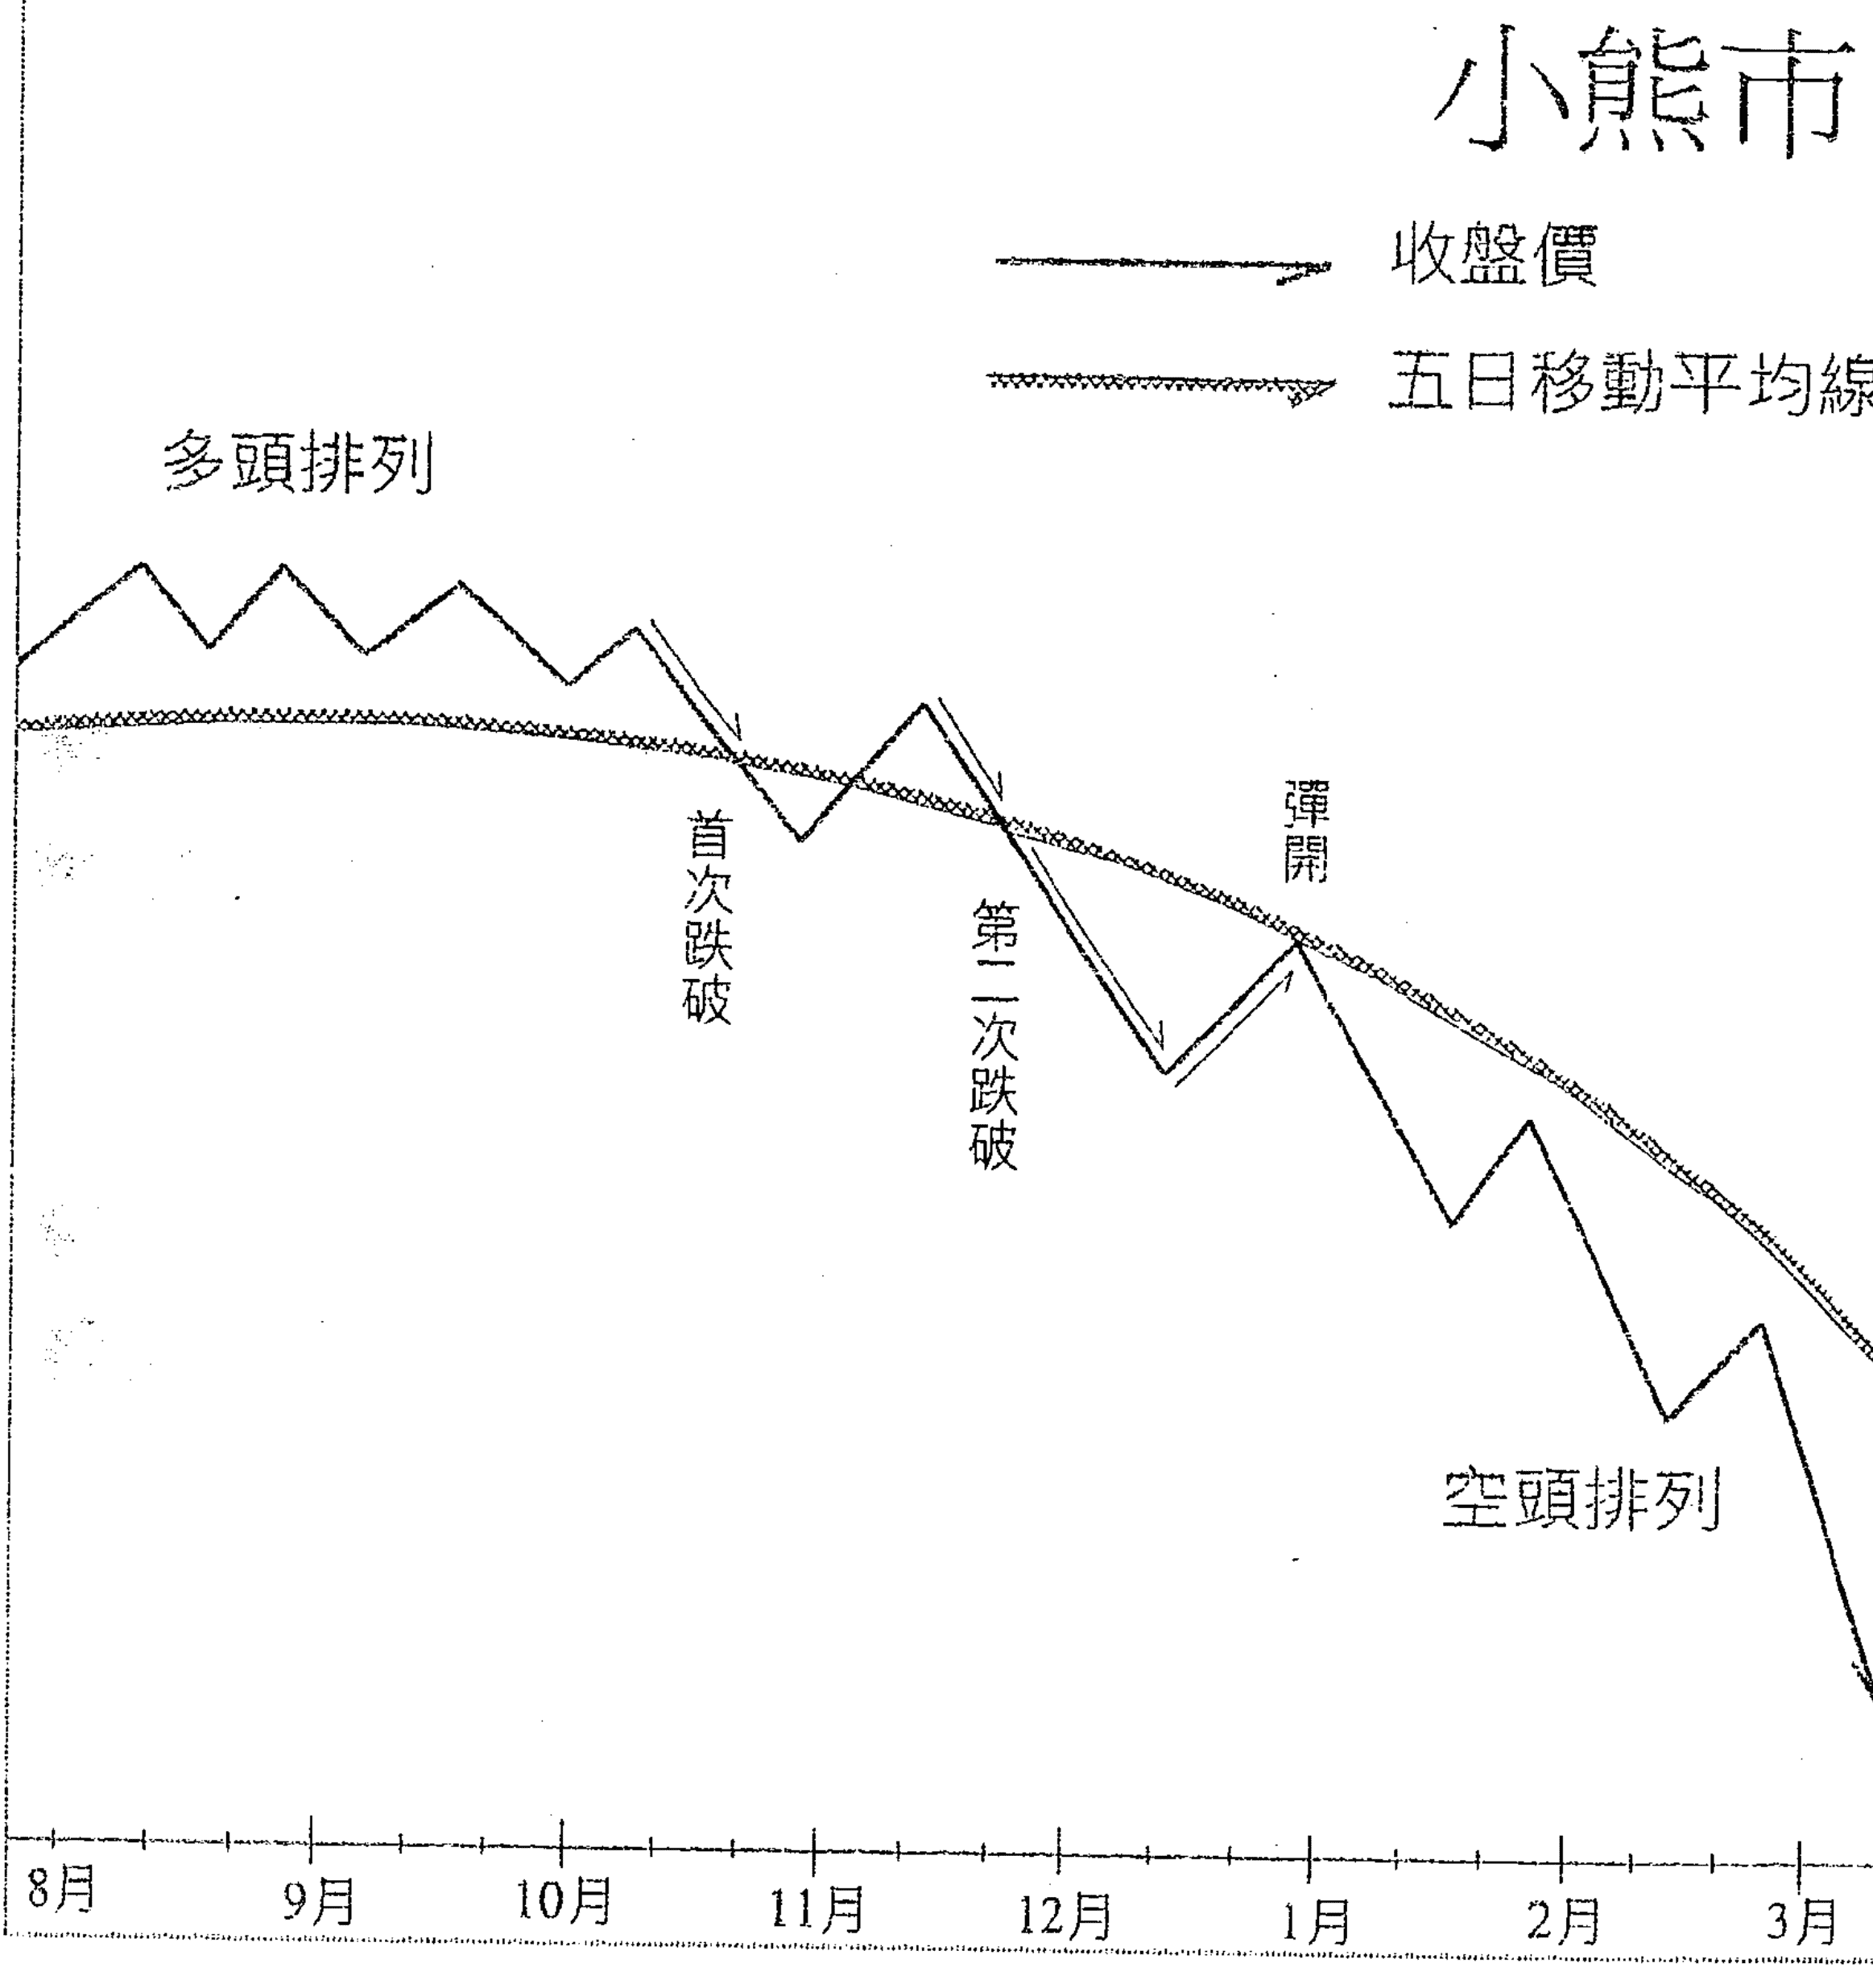 小熊市
收盤價
五日移動平均線
多頭排列
首次跌破
第二次跌破
彈開
空頭排列
8月 9月 10月 11月 12月 1月 2月 3月